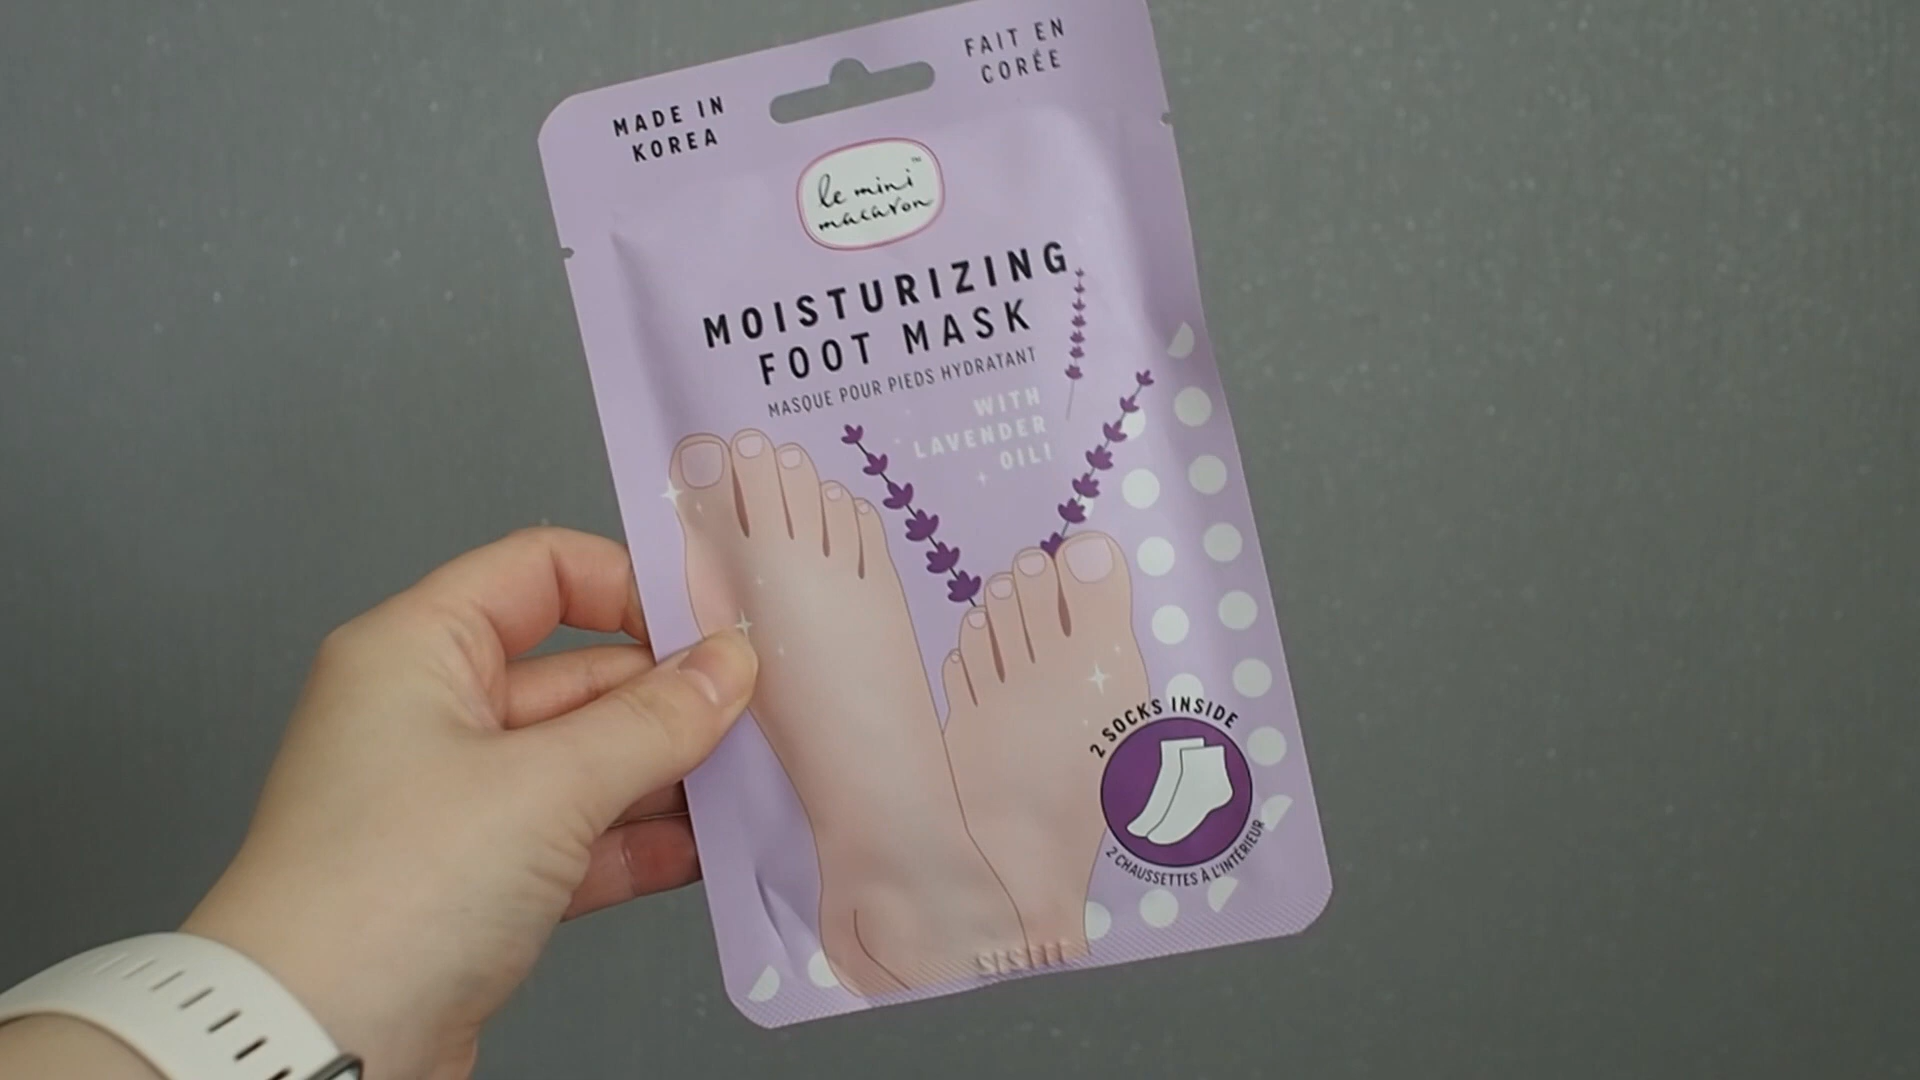 MADE IN
KOREA
FAIT EN
CORÉE
le mini™
macaron
MOISTURIZING
FOOT MASK
MASQUE POUR PIEDS HYDRATANT
WITH
LAVENDER
OIL!
2 SOCKS INSIDE
2 CHAUSSETTES À L'INTÉRIEUR